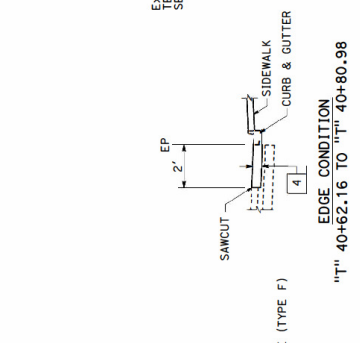 SIDEWALK
CURB & GUTTER
EP
2'
SAWCUT
4
EDGE CONDITION
"T" 40+62.16 TO "T" 40+80.98
(TYPE F)